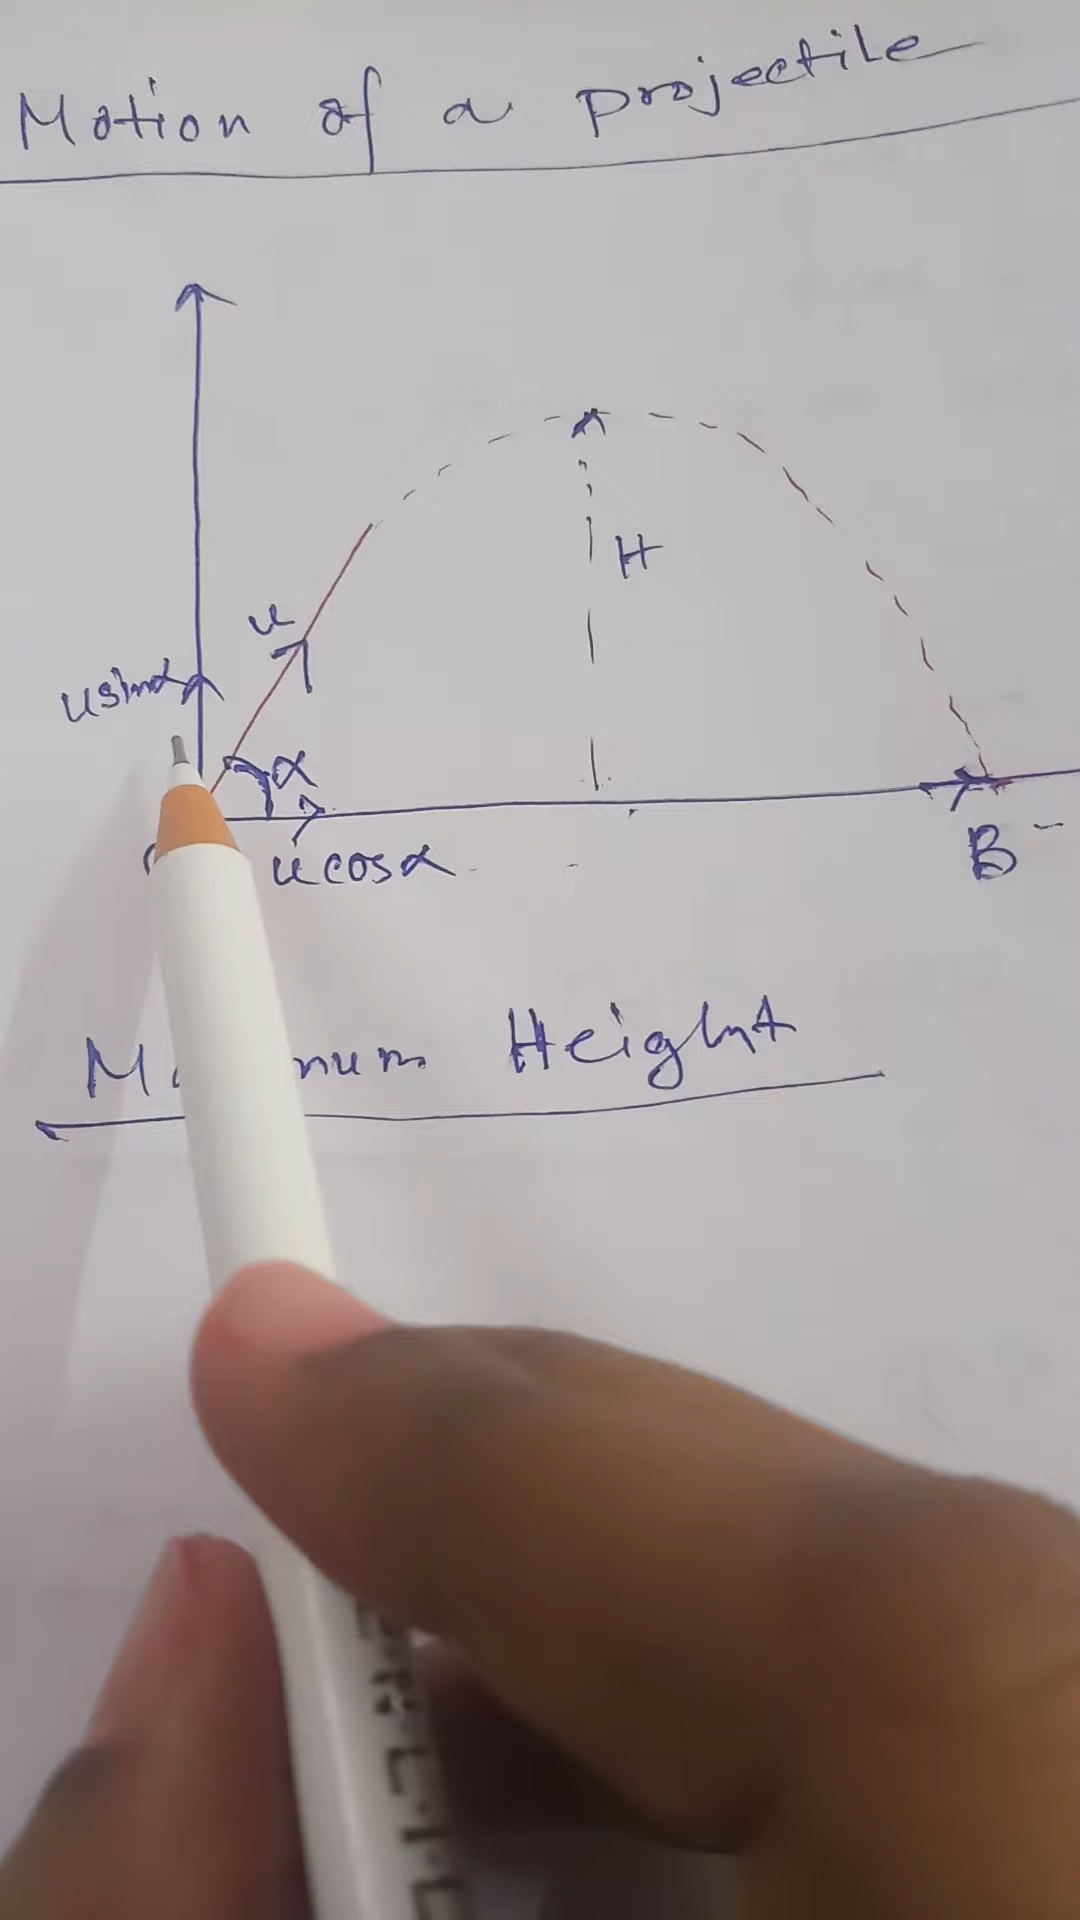 Motion of a projectile
H
u
usinα
α
B
ucosα
Height